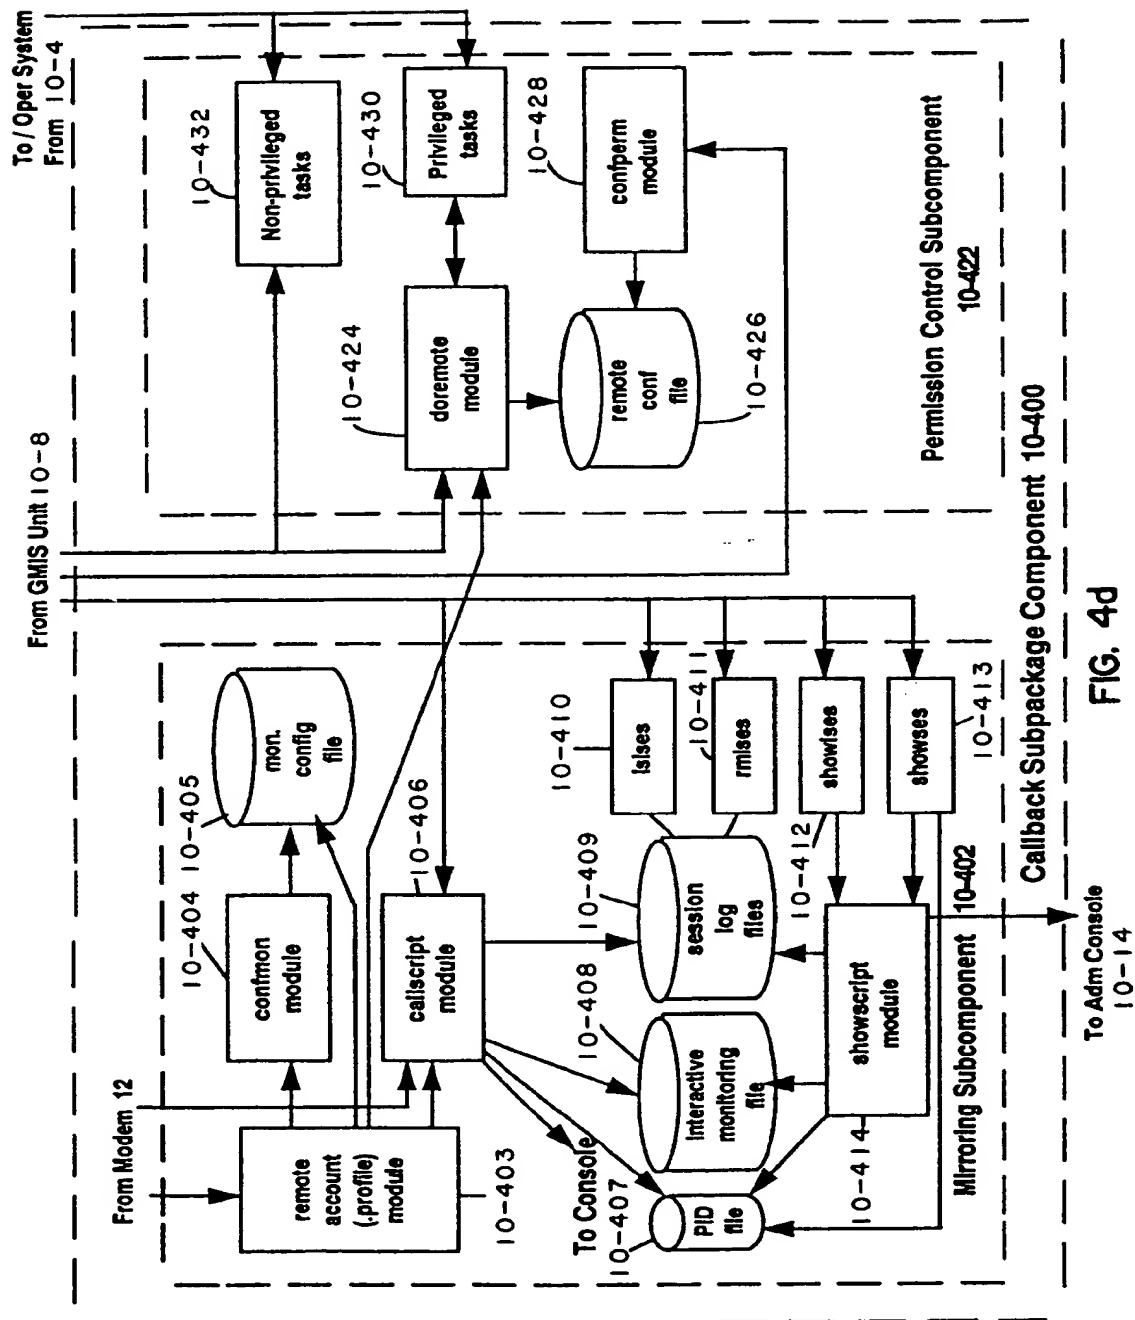 From Modem 12
From GMIS Unit 10-8
To / Oper System
From 10-4
remote
account
(.profile)
module
10-403
confmon
module
10-404
mon.
config
file
10-405
callscript
module
10-406
To Console
PID
file
10-407
Interactive
monitoring
file
10-408
session
log
files
10-409
lslses
10-410
rmlses
10-411
showlses
10-412
showses
10-413
showscript
module
10-414
Mirroring Subcomponent 10-402
Non-privileged
tasks
10-432
Privileged
tasks
10-430
doremote
module
10-424
confperm
module
10-428
remote
conf
file
10-426
Permission Control Subcomponent
10-422
Callback Subpackage Component 10-400
To Adm Console
10-14
FIG. 4d